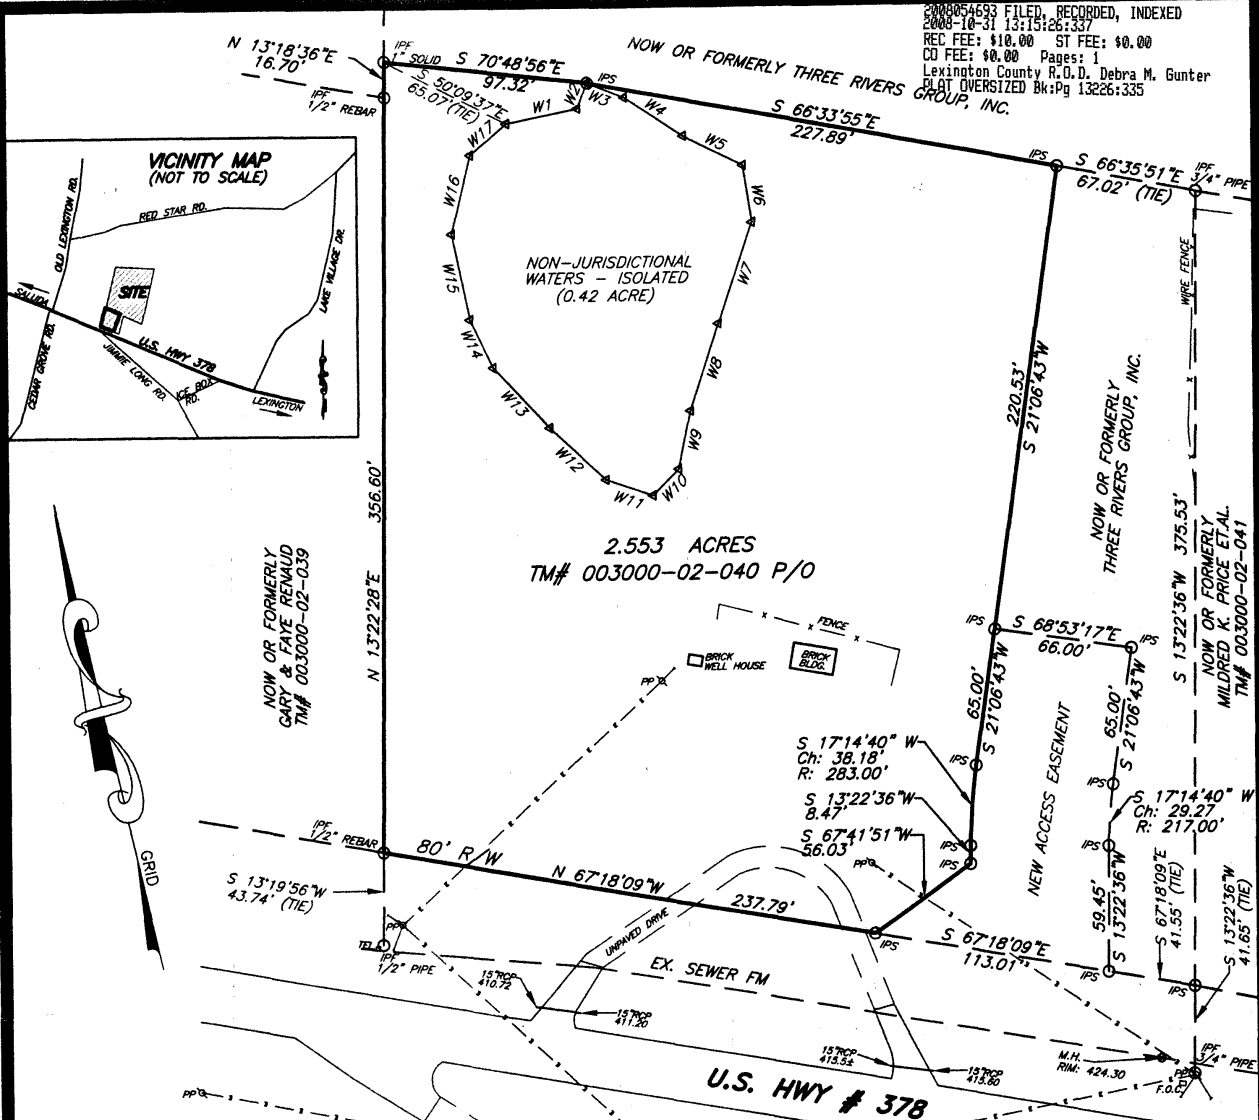 2008054693 FILED, RECORDED, INDEXED
2008-10-31 13:15:26:337
REC FEE: $10.00 ST FEE: $0.00
CO FEE: $0.00 Pages: 1
Lexington County R.O.D. Debra M. Gunter
PLAT OVERSIZED Bk:Pg 13226:335
N 13°18'36"E
16.70'
IPF
1" SOLID
S 70°48'56"E
97.32'
IPS
NOW OR FORMERLY THREE RIVERS GROUP, INC.
S 50°09'37"E
65.07'(TIE)
IPF
1/2" REBAR
S 66°33'55"E
227.89'
IPS
S 66°35'51"E
67.02' (TIE)
IPF
3/4" PIPE
W1
W2
W3
W4
W5
W6
W7
W8
W9
W10
W11
W12
W13
W14
W15
W16
W17
VICINITY MAP
(NOT TO SCALE)
OLD LEXINGTON RD.
RED STAR RD.
LAKE VILLAGE DR.
SITE
SALUDA
U.S. HWY 378
CEDAR GROVE RD.
JIMMIE LONG RD.
ICE BOX
RD.
LEXINGTON
NON-JURISDICTIONAL
WATERS - ISOLATED
(0.42 ACRE)
WIRE FENCE
220.53'
S 21°06'43"W
NOW OR FORMERLY
THREE RIVERS GROUP, INC.
S 13°22'36"W 375.53'
NOW OR FORMERLY
MILDRED K. PRICE ET.AL.
TM# 003000-02-041
356.60'
N 13°22'28"E
NOW OR FORMERLY
GARY & FAYE RENAUD
TM# 003000-02-039
2.553 ACRES
TM# 003000-02-040 P/O
FENCE
BRICK
WELL HOUSE
BRICK
BLDG.
PP
IPS
S 68°53'17"E
66.00'
IPS
65.00'
S 21°06'43"W
65.00'
S 21°06'43"W
NEW ACCESS EASEMENT
S 17°14'40" W
Ch: 38.18'
R: 283.00'
IPS
S 13°22'36"W
8.47'
S 67°41'51"W
56.03'
IPS
IPS
PP
IPS
S 17°14'40" W
Ch: 29.27
R: 217.00'
IPS
59.45'
S 13°22'36"W
S 67°18'09"E
41.55' (TIE)
S 13°22'36"W
41.65' (TIE)
GRID
IPF
1/2" REBAR
80' R/W
N 67°18'09"W
237.79'
S 13°19'56"W
43.74' (TIE)
PP
TEL
IPF
1/2" PIPE
UNPAVED DRIVE
IPS
S 67°18'09"E
113.01'
IPS
IPS
EX. SEWER FM
15"RCP
410.72
15"RCP
411.20
15"RCP
415.5±
15"RCP
415.60
M.H.
RIM: 424.30
IPF
3/4" PIPE
PP
F.O.C.
PP
U.S. HWY # 378